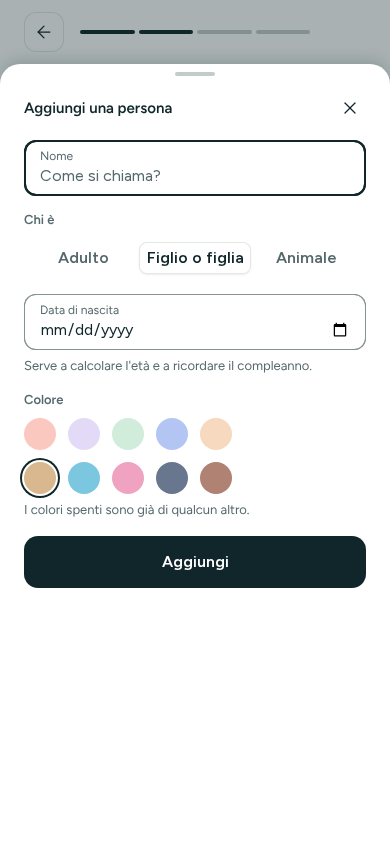 Aggiungi una persona
Nome
Come si chiama?
Chi è
Adulto Figlio o figlia Animale
Data di nascita
mm/dd/yyyy
Serve a calcolare l'età e a ricordare il compleanno.
Colore
I colori spenti sono già di qualcun altro.
Aggiungi